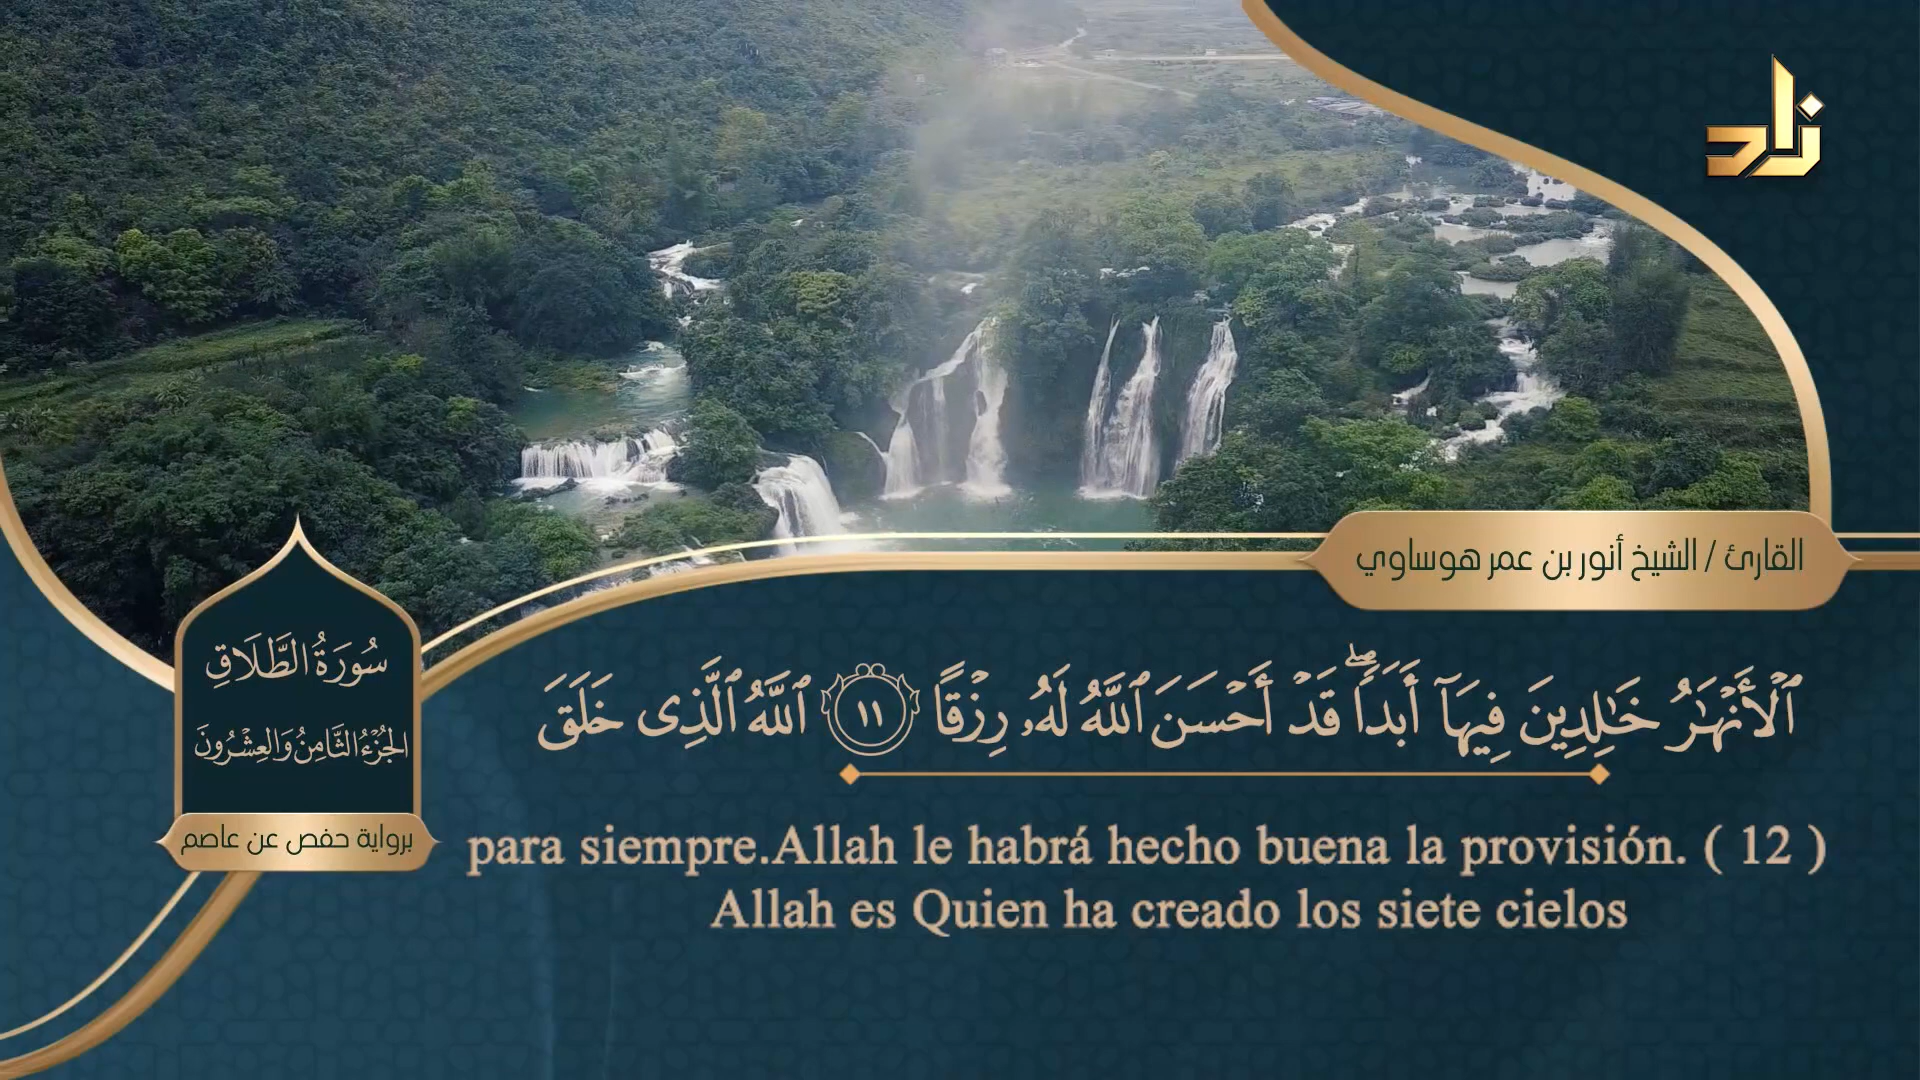 زاد
القارئ / الشيخ أنور بن عمر هوساوي
سُورَةُ الطَّلَاقِ
الجُزْءُ الثَّامِنُ وَالعِشْرُونَ
برواية حفص عن عاصم
ٱلۡأَنۡهَٰرُ خَٰلِدِينَ فِيهَآ أَبَدٗاۖ قَدۡ أَحۡسَنَ ٱللَّهُ لَهُۥ رِزۡقًا ١١ ٱللَّهُ ٱلَّذِي خَلَقَ
para siempre.Allah le habrá hecho buena la provisión. ( 12 )
Allah es Quien ha creado los siete cielos